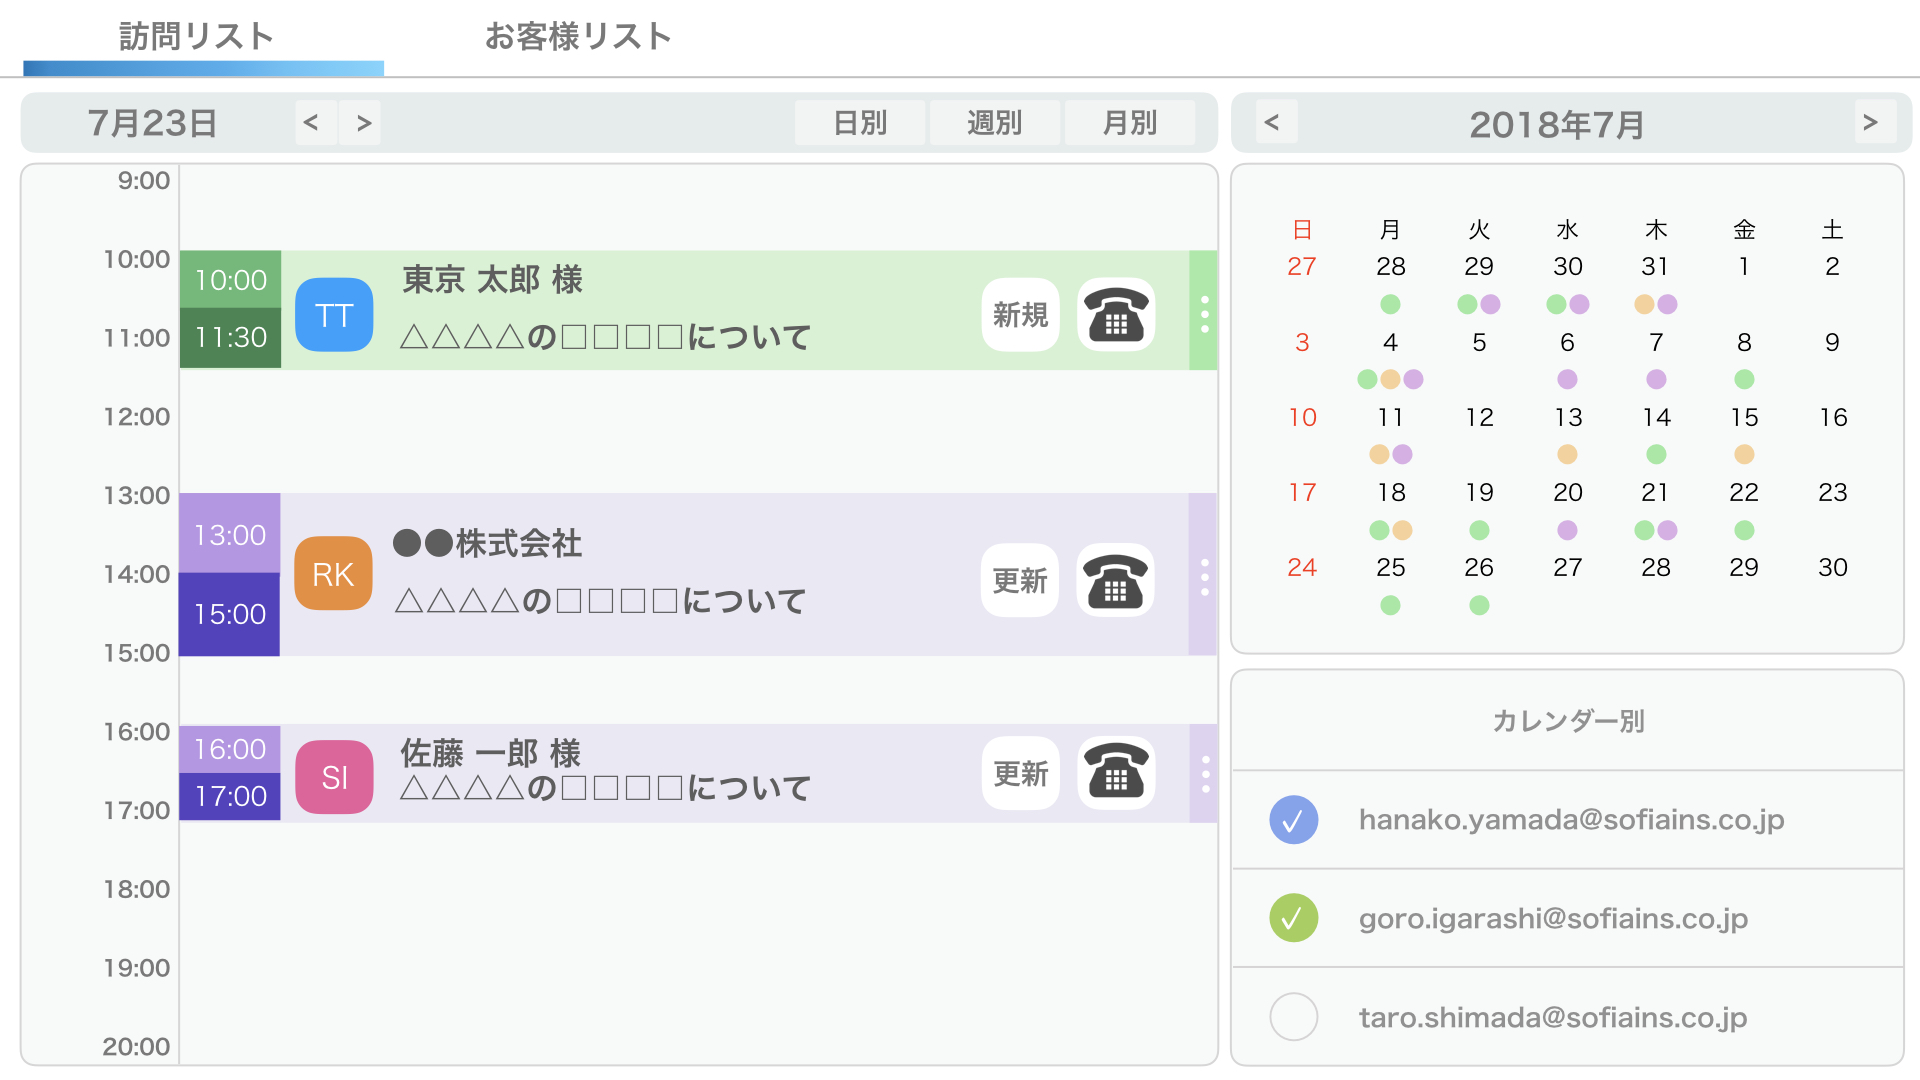 訪問リスト お客様リスト
7月23日 < > 日別 週別 月別
9:00
10:00
11:00
12:00
13:00
14:00
15:00
16:00
17:00
18:00
19:00
20:00
10:00
11:30
TT
東京 太郎 様
△△△△の□□□□について
新規
13:00
15:00
RK
●●株式会社
△△△△の□□□□について
更新
16:00
17:00
SI
佐藤 一郎 様
△△△△の□□□□について
更新
< 2018年7月 >
日 月 火 水 木 金 土
27 28 29 30 31 1 2
3 4 5 6 7 8 9
10 11 12 13 14 15 16
17 18 19 20 21 22 23
24 25 26 27 28 29 30
カレンダー別
hanako.yamada@sofiains.co.jp
goro.igarashi@sofiains.co.jp
taro.shimada@sofiains.co.jp